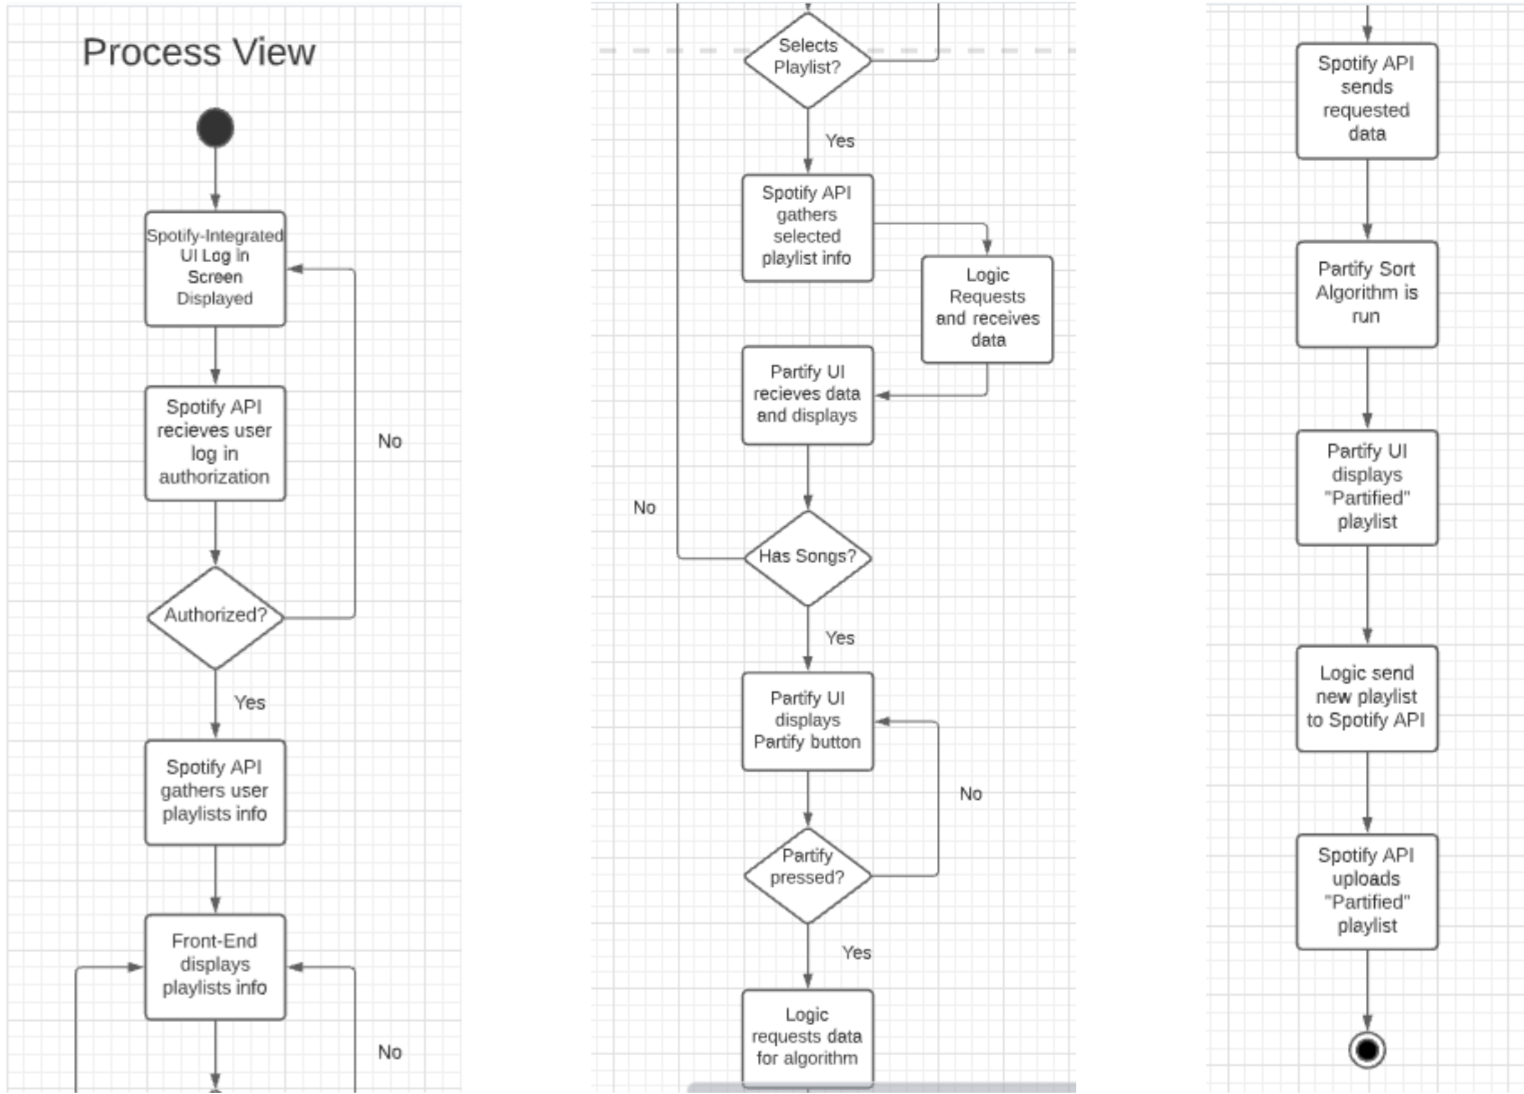 Process View
Spotify-Integrated
UI Log in
Screen
Displayed
Spotify API
recieves user
log in
authorization
No
Authorized?
Yes
Spotify API
gathers user
playlists info
Front-End
displays
playlists info
No
Selects
Playlist?
Yes
Spotify API
gathers
selected
playlist info
Logic
Requests
and receives
data
Partify UI
recieves data
and displays
No
Has Songs?
Yes
Partify UI
displays
Partify button
No
Partify
pressed?
Yes
Logic
requests data
for algorithm
Spotify API
sends
requested
data
Partify Sort
Algorithm is
run
Partify UI
displays
"Partified"
playlist
Logic send
new playlist
to Spotify API
Spotify API
uploads
"Partified"
playlist